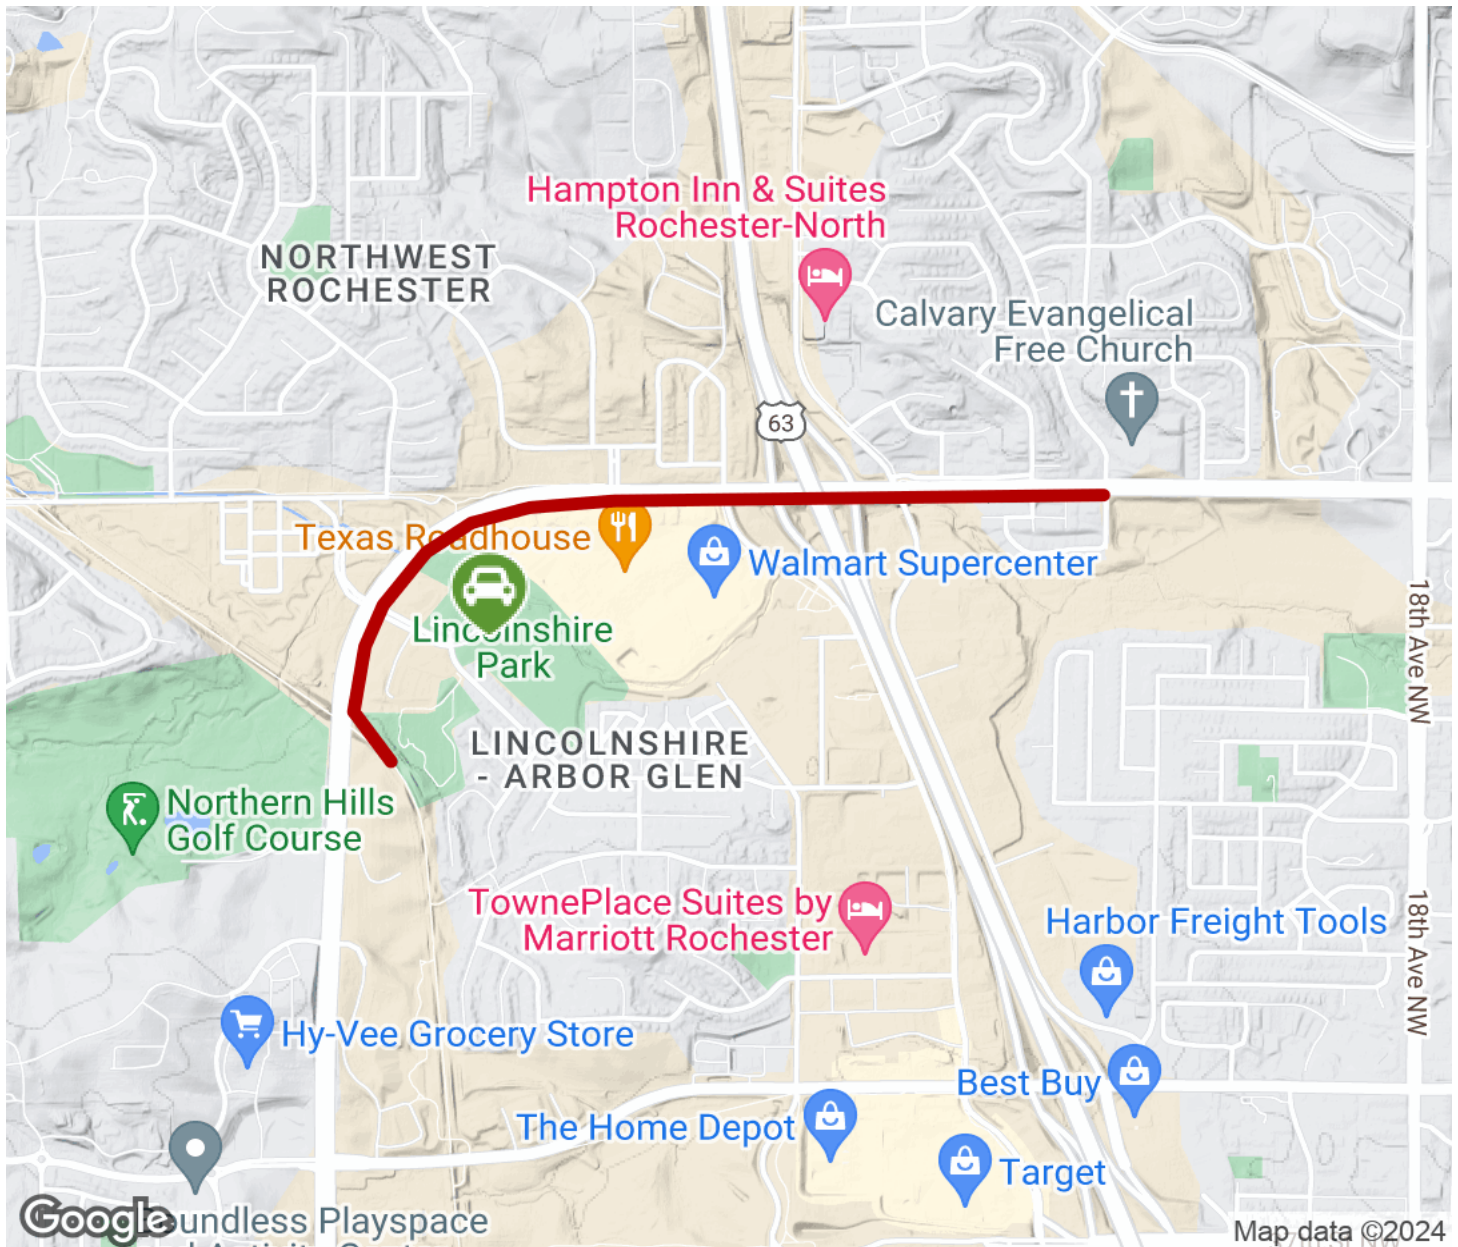 Hampton Inn & Suites
Rochester-North
NORTHWEST
ROCHESTER
Calvary Evangelical
Free Church
63
Texas Roadhouse
Walmart Supercenter
Lincolnshire
Park
18th Ave NW
LINCOLNSHIRE
- ARBOR GLEN
Northern Hills
Golf Course
TownePlace Suites by
Marriott Rochester
Harbor Freight Tools
18th Ave NW
Hy-Vee Grocery Store
Best Buy
The Home Depot
Target
Google
undless Playspace
Map data ©2024